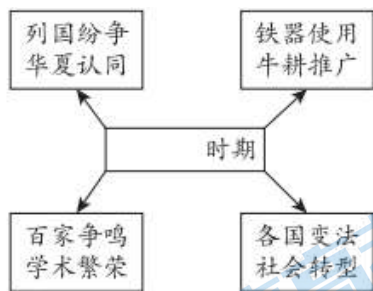 列国纷争
华夏认同
铁器使用
牛耕推广
时期
百家争鸣
学术繁荣
各国变法
社会转型